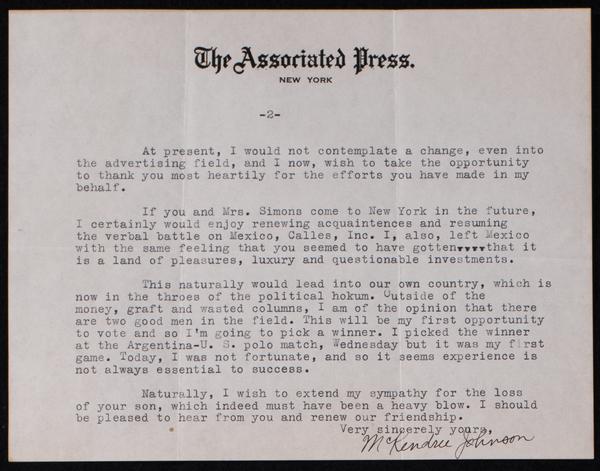 The Associated Press.
NEW YORK
-2-
At present, I would not contemplate a change, even into
the advertising field, and I now, wish to take the opportunity
to thank you most heartily for the efforts you have made in my
behalf.
If you and Mrs. Simons come to New York in the future,
I certainly would enjoy renewing acquaintences and resuming
the verbal battle on Mexico, Calles, Inc. I, also, left Mexico
with the same feeling that you seemed to have gotten....that it
is a land of pleasures, luxury and questionable investments.
This naturally would lead into our own country, which is
now in the throes of the political hokum. Outside of the
money, graft and wasted columns, I am of the opinion that there
are two good men in the field. This will be my first opportunity
to vote and so I'm going to pick a winner. I picked the winner
at the Argentina-U. S. polo match, Wednesday but it was my first
game. Today, I was not fortunate, and so it seems experience is
not always essential to success.
Naturally, I wish to extend my sympathy for the loss
of your son, which indeed must have been a heavy blow. I should
be pleased to hear from you and renew our friendship.
Very sincerely yours,
McKendree Johnson